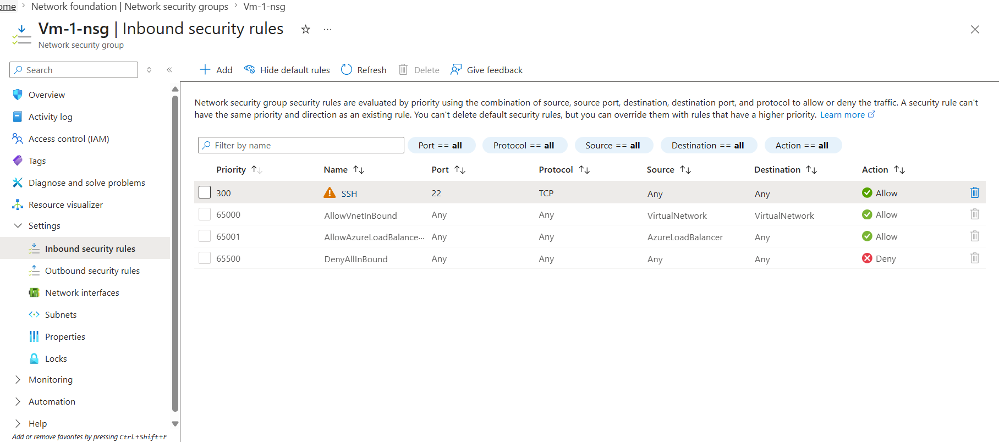 ome > Network foundation | Network security groups > Vm-1-nsg
Vm-1-nsg | Inbound security rules
Network security group
Search
Add Hide default rules Refresh Delete Give feedback
Overview
Activity log
Access control (IAM)
Tags
Diagnose and solve problems
Resource visualizer
Settings
Inbound security rules
Outbound security rules
Network interfaces
Subnets
Properties
Locks
Monitoring
Automation
Help
Add or remove favorites by pressing Ctrl+Shift+F
Network security group security rules are evaluated by priority using the combination of source, source port, destination, destination port, and protocol to allow or deny the traffic. A security rule can't
have the same priority and direction as an existing rule. You can't delete default security rules, but you can override them with rules that have a higher priority. Learn more
Filter by name Port == all Protocol == all Source == all Destination == all Action == all
Priority Name Port Protocol Source Destination Action
300 SSH 22 TCP Any Any Allow
65000 AllowVnetInBound Any Any VirtualNetwork VirtualNetwork Allow
65001 AllowAzureLoadBalance... Any Any AzureLoadBalancer Any Allow
65500 DenyAllInBound Any Any Any Any Deny